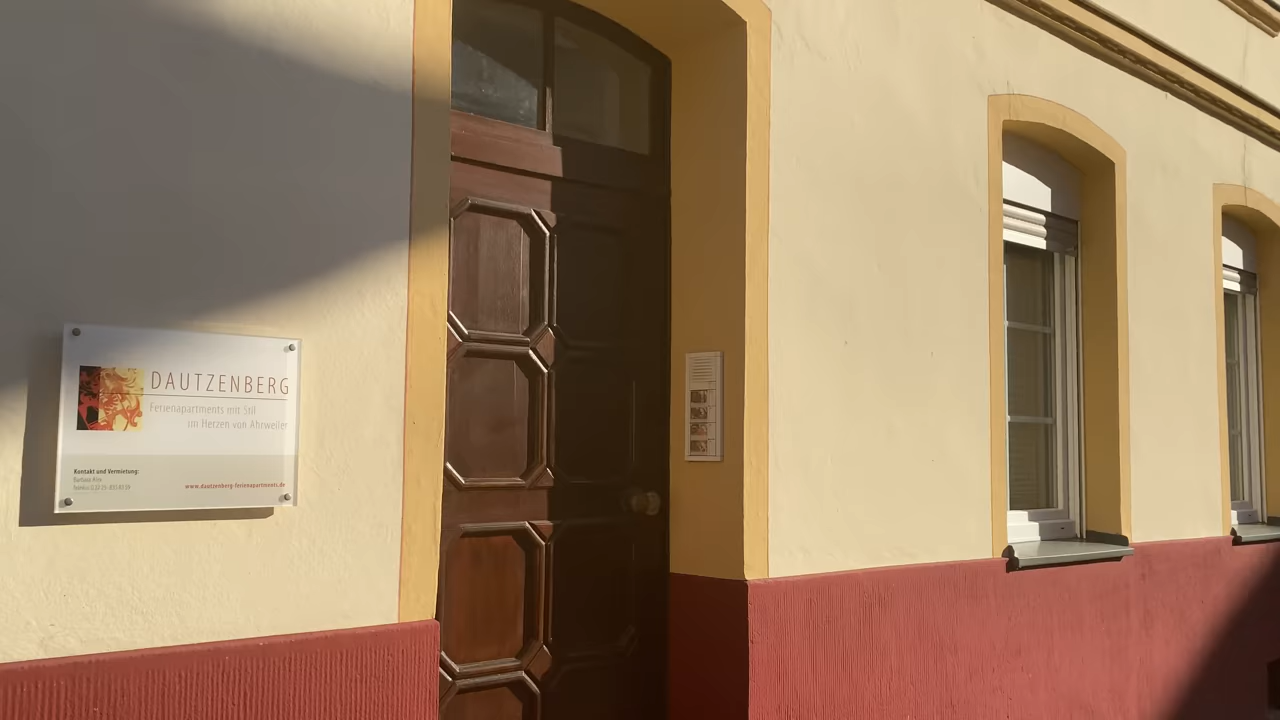 DAUTZENBERG
Ferienapartments mit Stil
im Herzen von Ahrweiler
Kontakt und Vermietung:
www.dautzenberg-ferienapartments.de